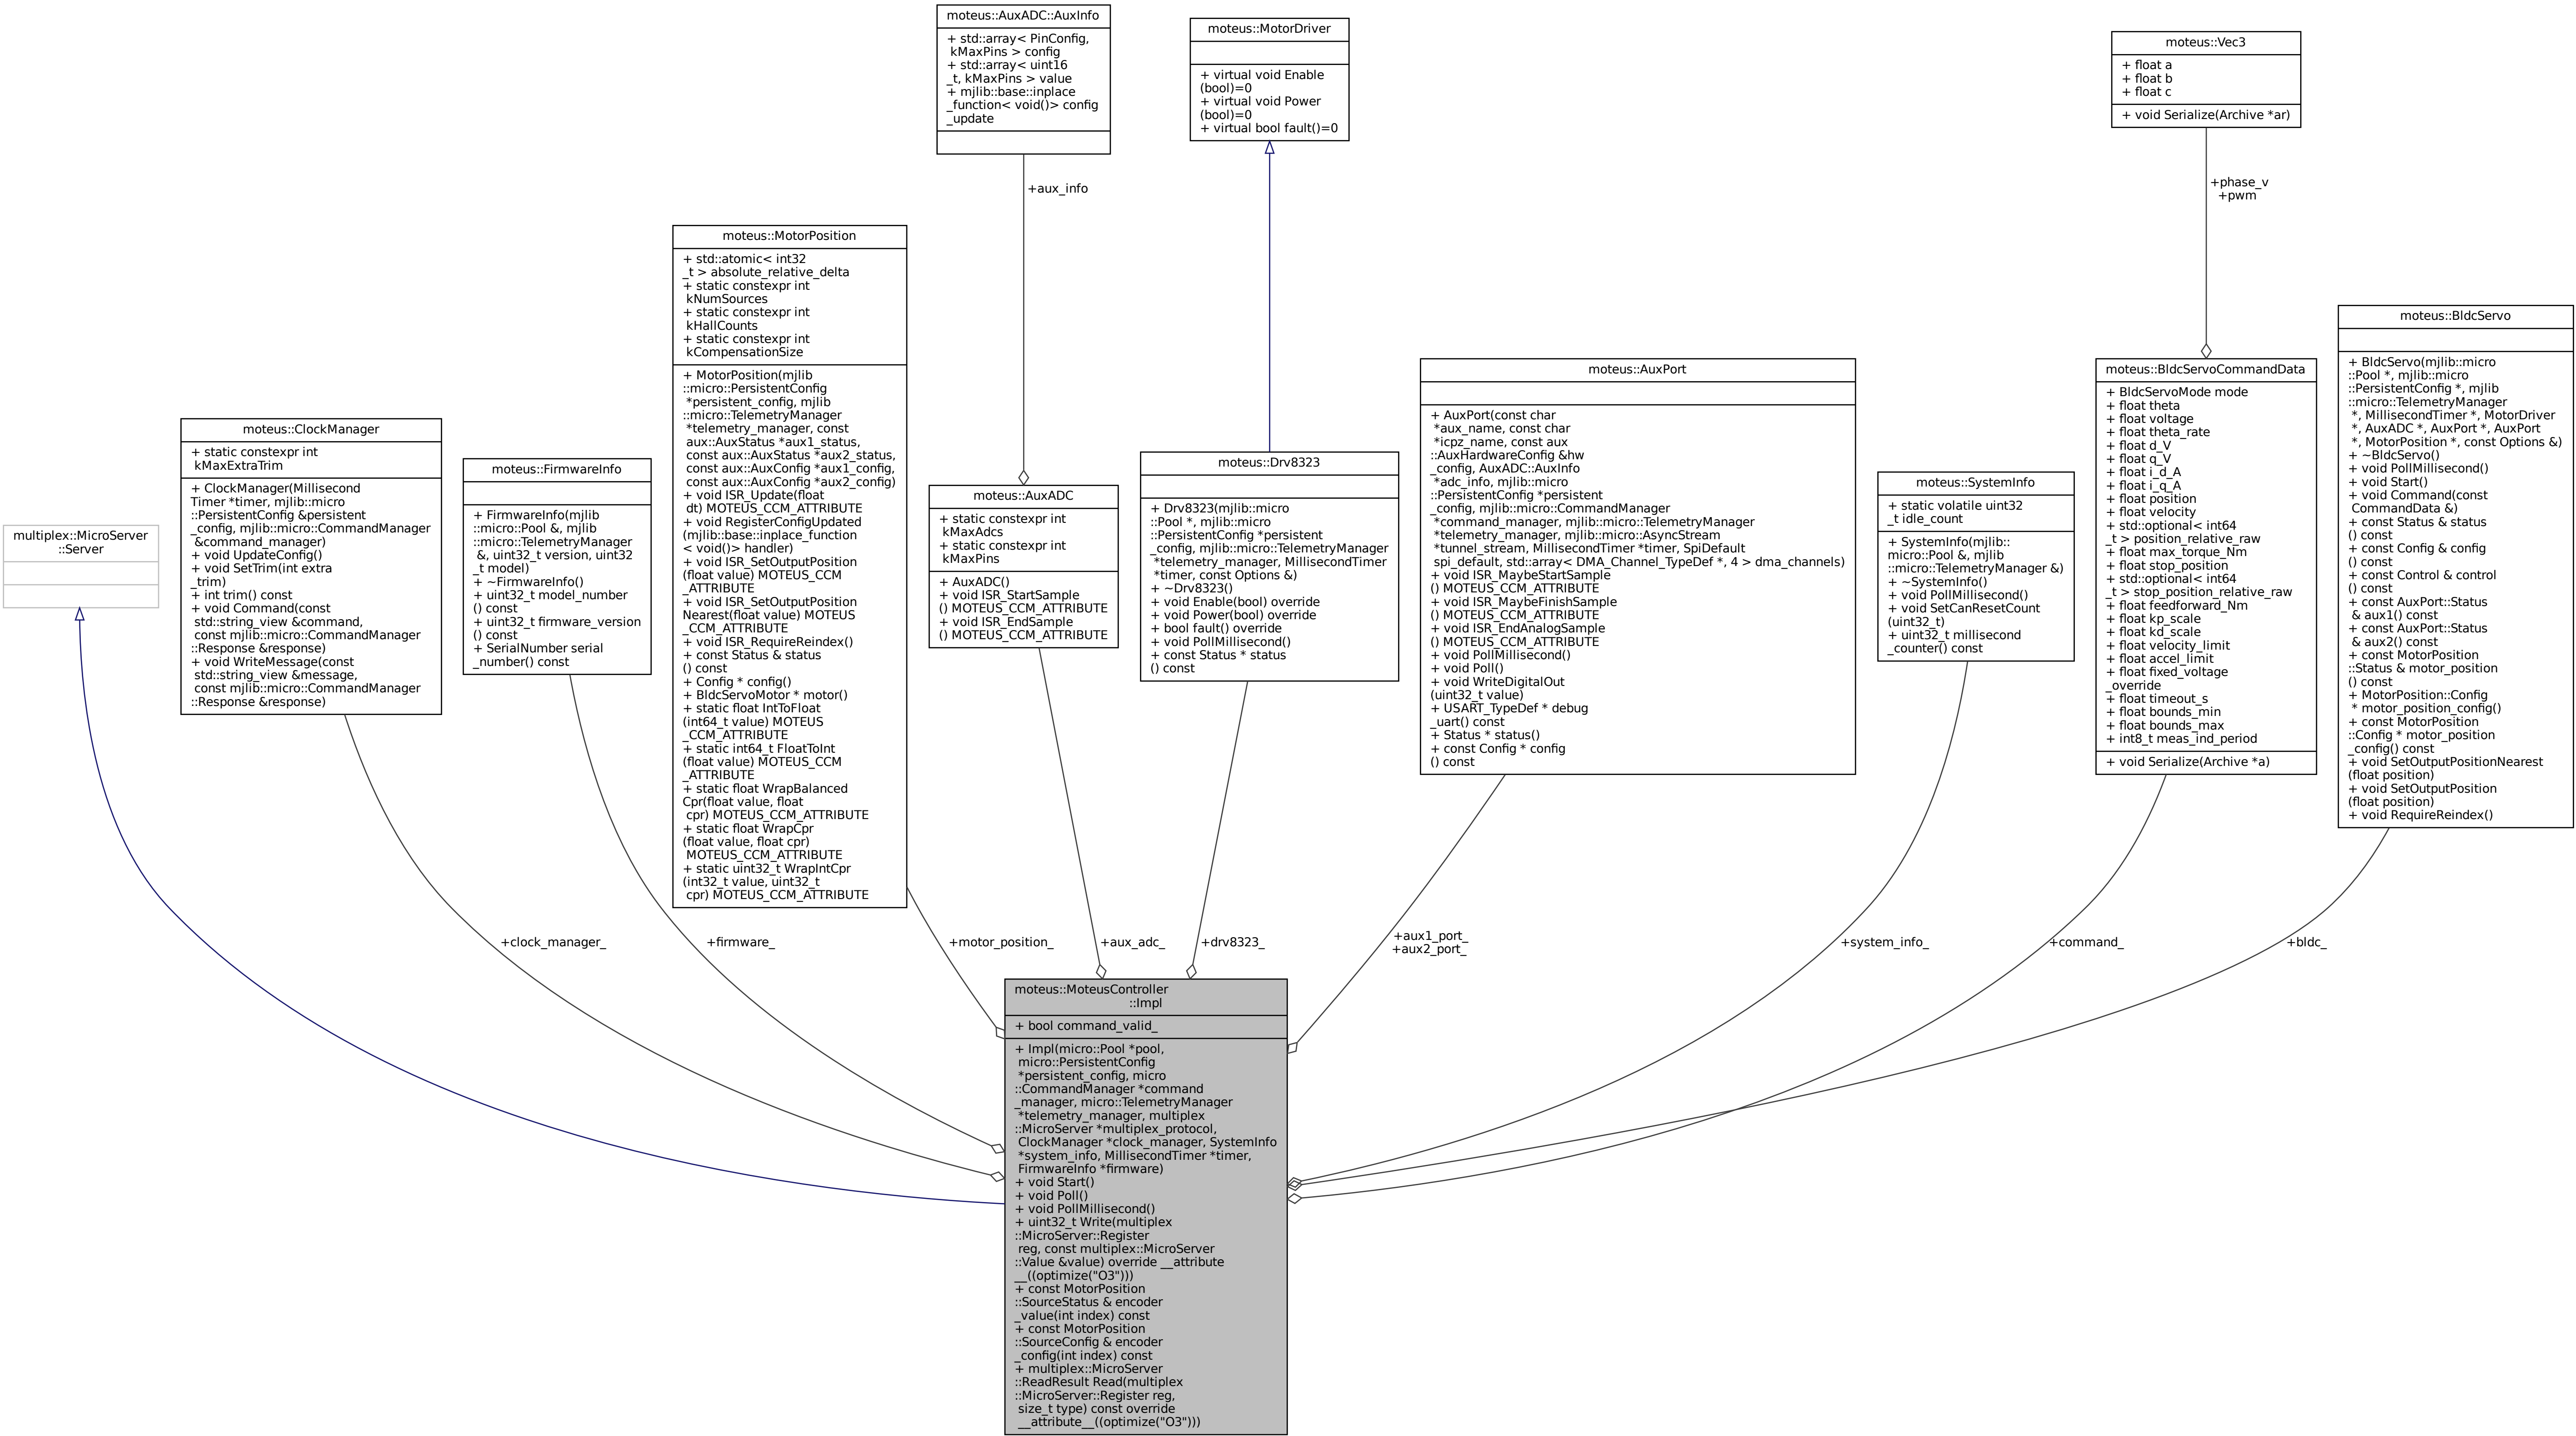 moteus::AuxADC::AuxInfo
+ std::array< PinConfig,
kMaxPins > config
+ std::array< uint16
_t, kMaxPins > value
+ mjlib::base::inplace
_function< void()> config
_update
moteus::MotorDriver
+ virtual void Enable
(bool)=0
+ virtual void Power
(bool)=0
+ virtual bool fault()=0
moteus::Vec3
+ float a
+ float b
+ float c
+ void Serialize(Archive *ar)
+aux_info
+phase_v
+pwm
moteus::MotorPosition
+ std::atomic< int32
_t > absolute_relative_delta
+ static constexpr int
kNumSources
+ static constexpr int
kHallCounts
+ static constexpr int
kCompensationSize
+ MotorPosition(mjlib
::micro::PersistentConfig
*persistent_config, mjlib
::micro::TelemetryManager
*telemetry_manager, const
aux::AuxStatus *aux1_status,
const aux::AuxStatus *aux2_status,
const aux::AuxConfig *aux1_config,
const aux::AuxConfig *aux2_config)
+ void ISR_Update(float
dt) MOTEUS_CCM_ATTRIBUTE
+ void RegisterConfigUpdated
(mjlib::base::inplace_function
< void()> handler)
+ void ISR_SetOutputPosition
(float value) MOTEUS_CCM
_ATTRIBUTE
+ void ISR_SetOutputPosition
Nearest(float value) MOTEUS
_CCM_ATTRIBUTE
+ void ISR_RequireReindex()
+ const Status & status
() const
+ Config * config()
+ BldcServoMotor * motor()
+ static float IntToFloat
(int64_t value) MOTEUS
_CCM_ATTRIBUTE
+ static int64_t FloatToInt
(float value) MOTEUS_CCM
_ATTRIBUTE
+ static float WrapBalanced
Cpr(float value, float
cpr) MOTEUS_CCM_ATTRIBUTE
+ static float WrapCpr
(float value, float cpr)
MOTEUS_CCM_ATTRIBUTE
+ static uint32_t WrapIntCpr
(int32_t value, uint32_t
cpr) MOTEUS_CCM_ATTRIBUTE
moteus::BldcServo
+ BldcServo(mjlib::micro
::Pool *, mjlib::micro
::PersistentConfig *, mjlib
::micro::TelemetryManager
*, MillisecondTimer *, MotorDriver
*, AuxADC *, AuxPort *, AuxPort
*, MotorPosition *, const Options &)
+ ~BldcServo()
+ void PollMillisecond()
+ void Start()
+ void Command(const
CommandData &)
+ const Status & status
() const
+ const Config & config
() const
+ const Control & control
() const
+ const AuxPort::Status
& aux1() const
+ const AuxPort::Status
& aux2() const
+ const MotorPosition
::Status & motor_position
() const
+ MotorPosition::Config
* motor_position_config()
+ const MotorPosition
::Config * motor_position
_config() const
+ void SetOutputPositionNearest
(float position)
+ void SetOutputPosition
(float position)
+ void RequireReindex()
moteus::AuxPort
+ AuxPort(const char
*aux_name, const char
*icpz_name, const aux
::AuxHardwareConfig &hw
_config, AuxADC::AuxInfo
*adc_info, mjlib::micro
::PersistentConfig *persistent
_config, mjlib::micro::CommandManager
*command_manager, mjlib::micro::TelemetryManager
*telemetry_manager, mjlib::micro::AsyncStream
*tunnel_stream, MillisecondTimer *timer, SpiDefault
spi_default, std::array< DMA_Channel_TypeDef *, 4 > dma_channels)
+ void ISR_MaybeStartSample
() MOTEUS_CCM_ATTRIBUTE
+ void ISR_MaybeFinishSample
() MOTEUS_CCM_ATTRIBUTE
+ void ISR_EndAnalogSample
() MOTEUS_CCM_ATTRIBUTE
+ void PollMillisecond()
+ void Poll()
+ void WriteDigitalOut
(uint32_t value)
+ USART_TypeDef * debug
_uart() const
+ Status * status()
+ const Config * config
() const
moteus::BldcServoCommandData
+ BldcServoMode mode
+ float theta
+ float voltage
+ float theta_rate
+ float d_V
+ float q_V
+ float i_d_A
+ float i_q_A
+ float position
+ float velocity
+ std::optional< int64
_t > position_relative_raw
+ float max_torque_Nm
+ float stop_position
+ std::optional< int64
_t > stop_position_relative_raw
+ float feedforward_Nm
+ float kp_scale
+ float kd_scale
+ float velocity_limit
+ float accel_limit
+ float fixed_voltage
_override
+ float timeout_s
+ float bounds_min
+ float bounds_max
+ int8_t meas_ind_period
+ void Serialize(Archive *a)
moteus::ClockManager
+ static constexpr int
kMaxExtraTrim
+ ClockManager(Millisecond
Timer *timer, mjlib::micro
::PersistentConfig &persistent
_config, mjlib::micro::CommandManager
&command_manager)
+ void UpdateConfig()
+ void SetTrim(int extra
_trim)
+ int trim() const
+ void Command(const
std::string_view &command,
const mjlib::micro::CommandManager
::Response &response)
+ void WriteMessage(const
std::string_view &message,
const mjlib::micro::CommandManager
::Response &response)
moteus::FirmwareInfo
+ FirmwareInfo(mjlib
::micro::Pool &, mjlib
::micro::TelemetryManager
&, uint32_t version, uint32
_t model)
+ ~FirmwareInfo()
+ uint32_t model_number
() const
+ uint32_t firmware_version
() const
+ SerialNumber serial
_number() const
moteus::AuxADC
+ static constexpr int
kMaxAdcs
+ static constexpr int
kMaxPins
+ AuxADC()
+ void ISR_StartSample
() MOTEUS_CCM_ATTRIBUTE
+ void ISR_EndSample
() MOTEUS_CCM_ATTRIBUTE
moteus::Drv8323
+ Drv8323(mjlib::micro
::Pool *, mjlib::micro
::PersistentConfig *persistent
_config, mjlib::micro::TelemetryManager
*telemetry_manager, MillisecondTimer
*timer, const Options &)
+ ~Drv8323()
+ void Enable(bool) override
+ void Power(bool) override
+ bool fault() override
+ void PollMillisecond()
+ const Status * status
() const
moteus::SystemInfo
+ static volatile uint32
_t idle_count
+ SystemInfo(mjlib::
micro::Pool &, mjlib
::micro::TelemetryManager &)
+ ~SystemInfo()
+ void PollMillisecond()
+ void SetCanResetCount
(uint32_t)
+ uint32_t millisecond
_counter() const
multiplex::MicroServer
::Server
+clock_manager_
+firmware_
+motor_position_
+aux_adc_
+drv8323_
+aux1_port_
+aux2_port_
+system_info_
+command_
+bldc_
moteus::MoteusController
::Impl
+ bool command_valid_
+ Impl(micro::Pool *pool,
micro::PersistentConfig
*persistent_config, micro
::CommandManager *command
_manager, micro::TelemetryManager
*telemetry_manager, multiplex
::MicroServer *multiplex_protocol,
ClockManager *clock_manager, SystemInfo
*system_info, MillisecondTimer *timer,
FirmwareInfo *firmware)
+ void Start()
+ void Poll()
+ void PollMillisecond()
+ uint32_t Write(multiplex
::MicroServer::Register
reg, const multiplex::MicroServer
::Value &value) override __attribute
__((optimize("O3")))
+ const MotorPosition
::SourceStatus & encoder
_value(int index) const
+ const MotorPosition
::SourceConfig & encoder
_config(int index) const
+ multiplex::MicroServer
::ReadResult Read(multiplex
::MicroServer::Register reg,
size_t type) const override
__attribute__((optimize("O3")))